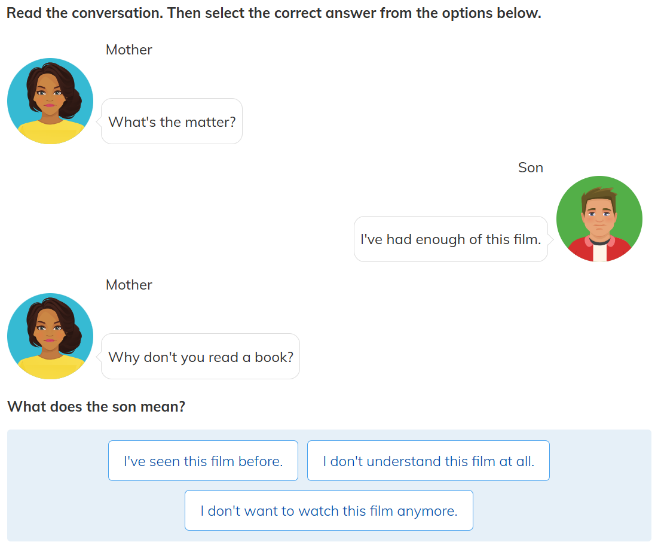 Read the conversation. Then select the correct answer from the options below.
Mother
What's the matter?
Son
I've had enough of this film.
Mother
Why don't you read a book?
What does the son mean?
I've seen this film before.
I don't understand this film at all.
I don't want to watch this film anymore.